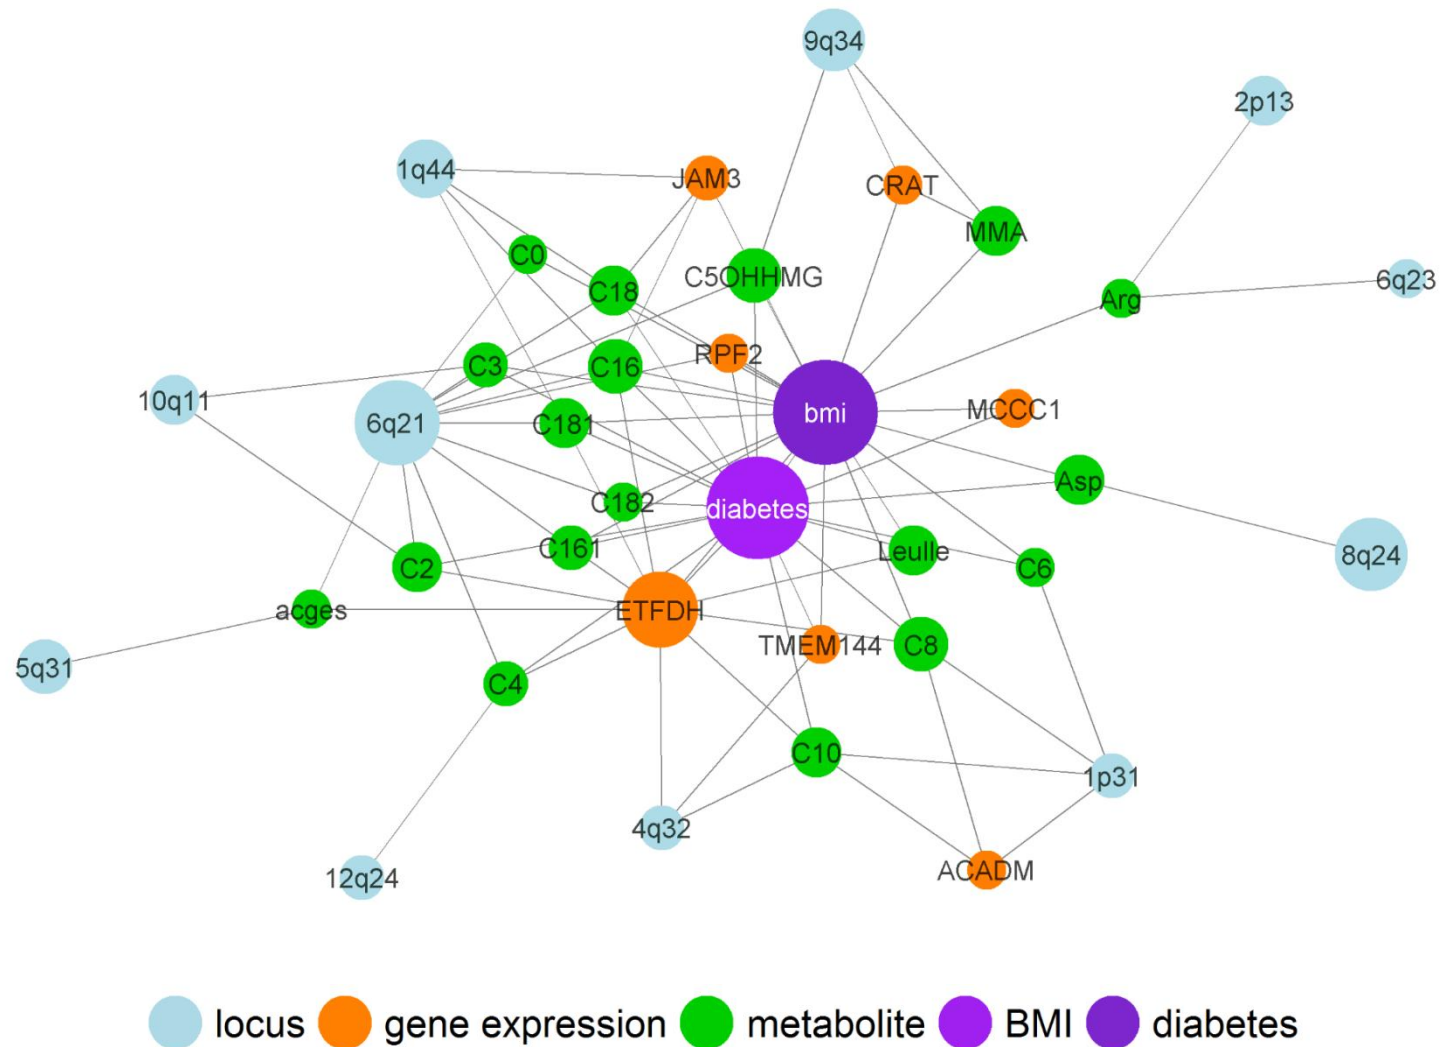 9q34
2p13
1q44
JAM3
CRAT
MMA
C0
C5OHHMG
6q23
C18
Arg
RPF2
C3
C16
10q11
6q21
C181
bmi
MCCC1
Asp
C182
diabetes
C161
Leulle
8q24
C2
C6
acges
ETFDH
TMEM144
C8
5q31
C4
C10
1p31
4q32
12q24
ACADM
locus gene expression metabolite BMI diabetes